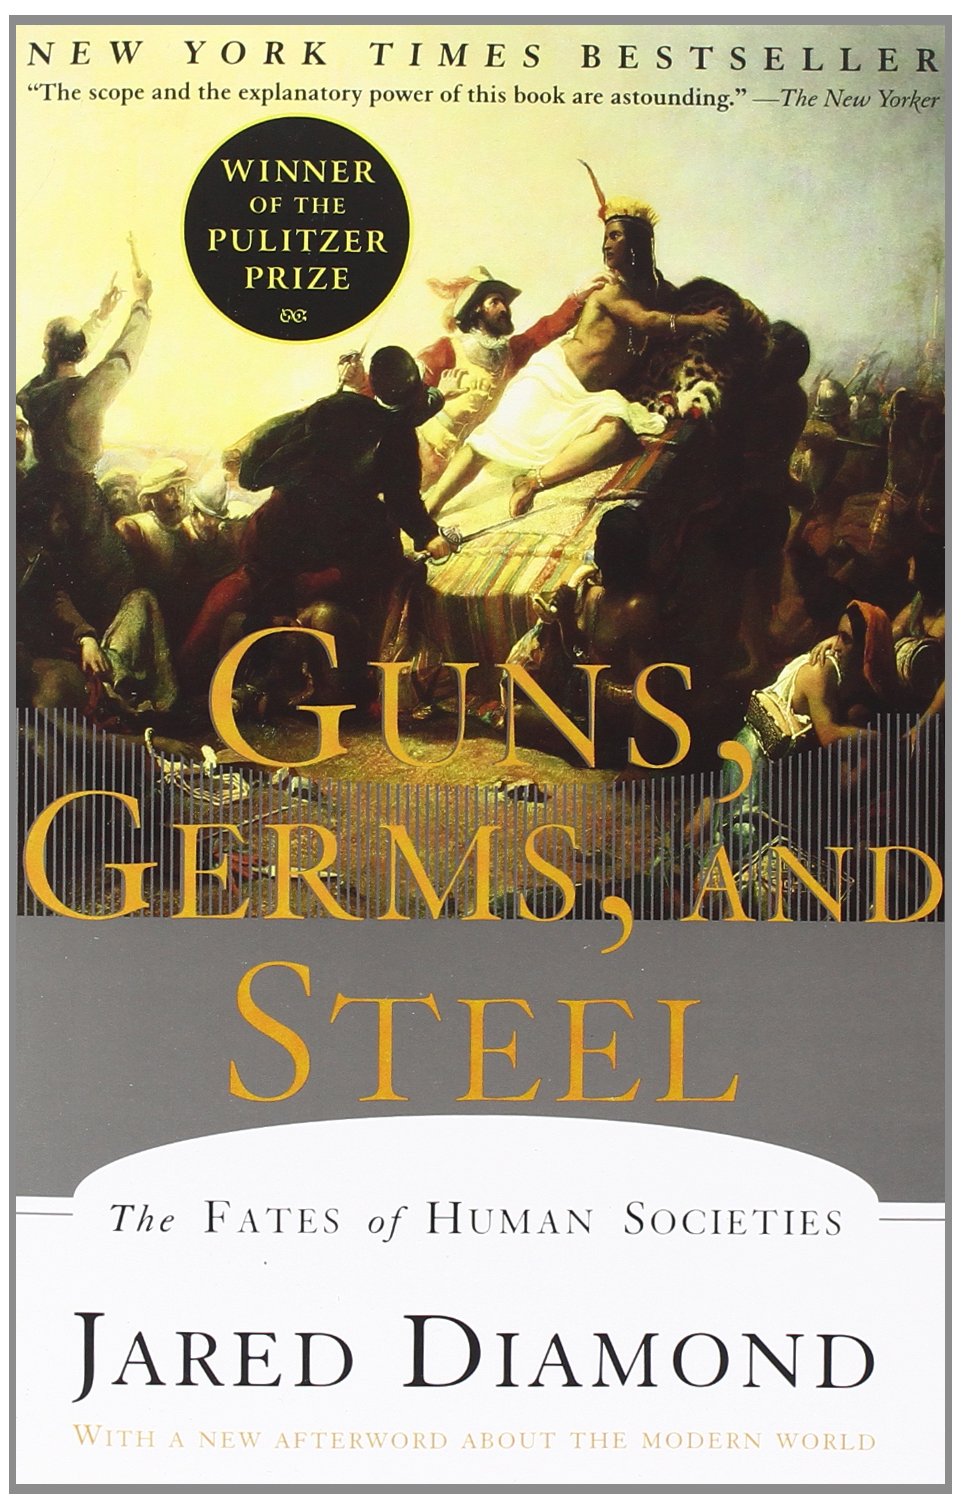 NEW YORK TIMES BESTSELLER
“The scope and the explanatory power of this book are astounding.” —The New Yorker
WINNER
OF THE
PULITZER
PRIZE
GUNS,
GERMS, AND
STEEL
The FATES of HUMAN SOCIETIES
JARED DIAMOND
WITH A NEW AFTERWORD ABOUT THE MODERN WORLD